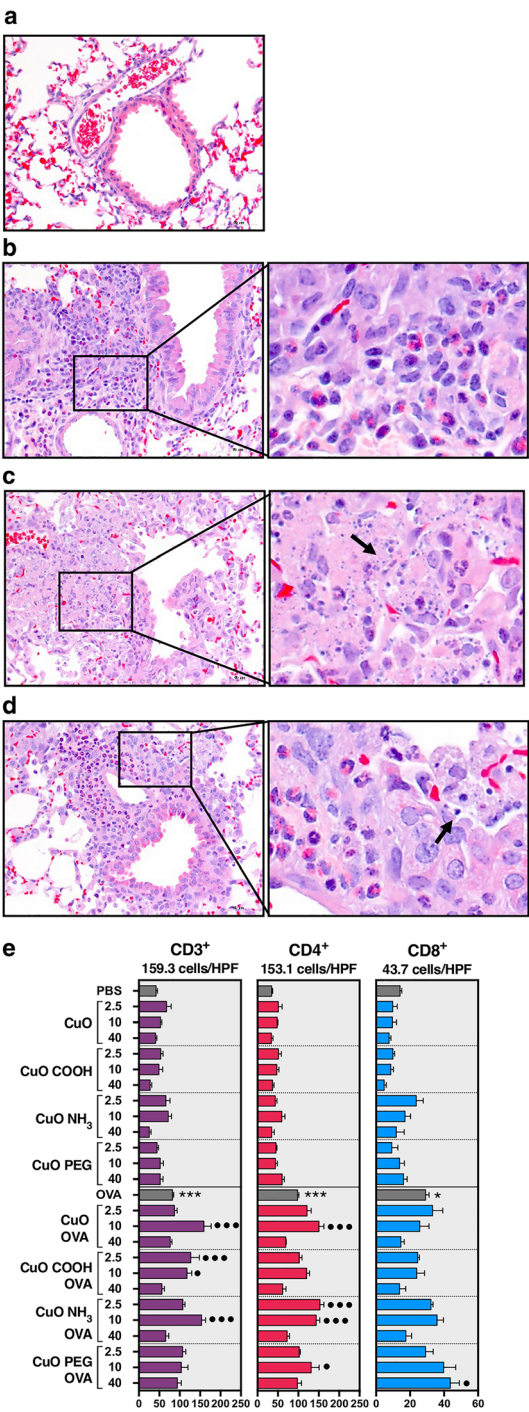 a
b
c
d
e
CD3+ CD4+ CD8+
159.3 cells/HPF 153.1 cells/HPF 43.7 cells/HPF
PBS
CuO 2.5
10
40
CuO COOH 2.5
10
40
CuO NH3 2.5
10
40
CuO PEG 2.5
10
40
OVA *** *** *
CuO OVA 2.5
10 ●●● ●●●
40
CuO COOH OVA 2.5 ●●●
10 ●
40
CuO NH3 OVA 2.5 ●●●
10 ●●● ●●●
40
CuO PEG OVA 2.5
10 ●
40 ●
0 50 100 150 200 250 0 50 100 150 200 250 0 20 40 60